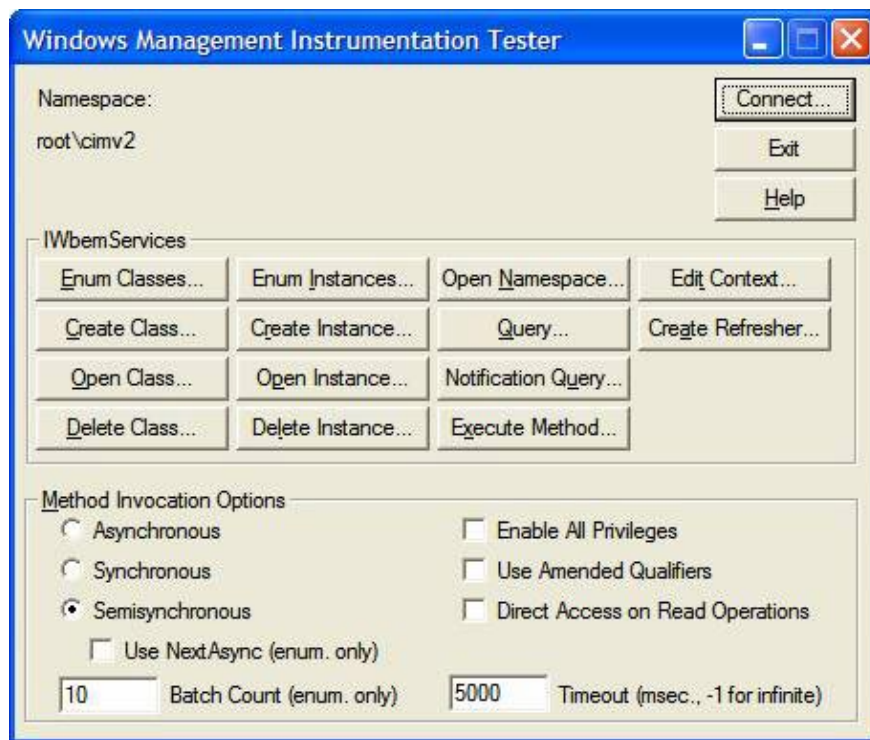 Windows Management Instrumentation Tester
Namespace:
Connect...
root\cimv2
Exit
Help
IWbemServices
Enum Classes... Enum Instances... Open Namespace... Edit Context...
Create Class... Create Instance... Query... Create Refresher...
Open Class... Open Instance... Notification Query...
Delete Class... Delete Instance... Execute Method...
Method Invocation Options
Asynchronous Enable All Privileges
Synchronous Use Amended Qualifiers
Semisynchronous Direct Access on Read Operations
Use NextAsync (enum. only)
10 Batch Count (enum. only) 5000 Timeout (msec., -1 for infinite)